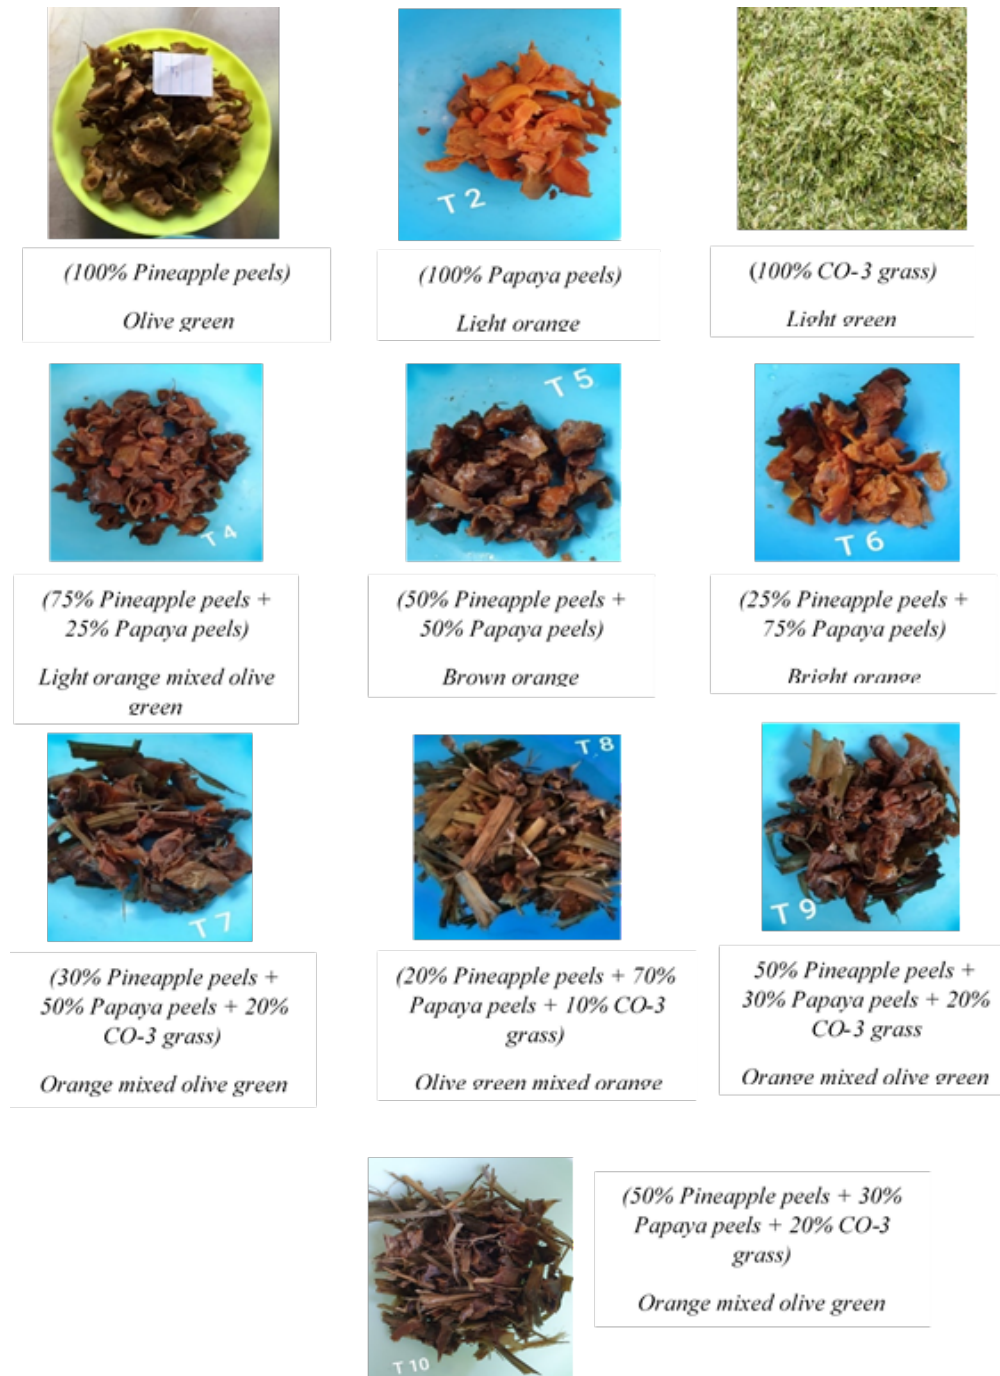 (100% Pineapple peels)
Olive green
T 2
(100% Papaya peels)
Light orange
(100% CO-3 grass)
Light green
T 4
(75% Pineapple peels +
25% Papaya peels)
Light orange mixed olive
green
T 5
(50% Pineapple peels +
50% Papaya peels)
Brown orange
T 6
(25% Pineapple peels +
75% Papaya peels)
Bright orange
T 7
(30% Pineapple peels +
50% Papaya peels + 20%
CO-3 grass)
Orange mixed olive green
T 8
(20% Pineapple peels + 70%
Papaya peels + 10% CO-3
grass)
Olive green mixed orange
T 9
50% Pineapple peels +
30% Papaya peels + 20%
CO-3 grass
Orange mixed olive green
T 10
(50% Pineapple peels + 30%
Papaya peels + 20% CO-3
grass)
Orange mixed olive green